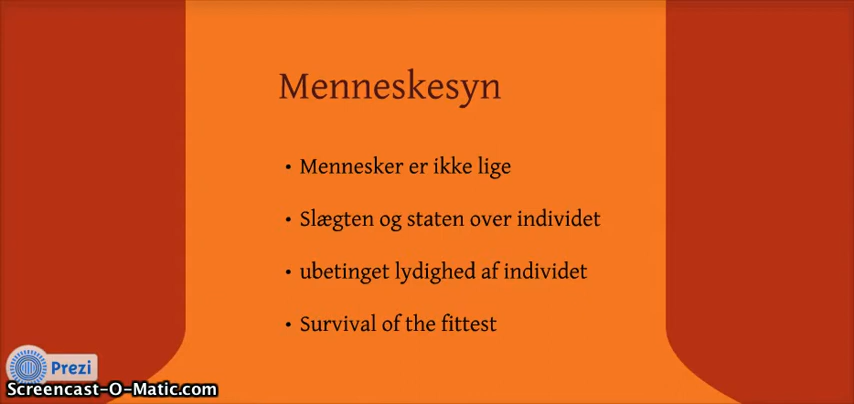 Menneskesyn
• Mennesker er ikke lige
• Slægten og staten over individet
• ubetinget lydighed af individet
• Survival of the fittest
Prezi
Screencast-O-Matic.com